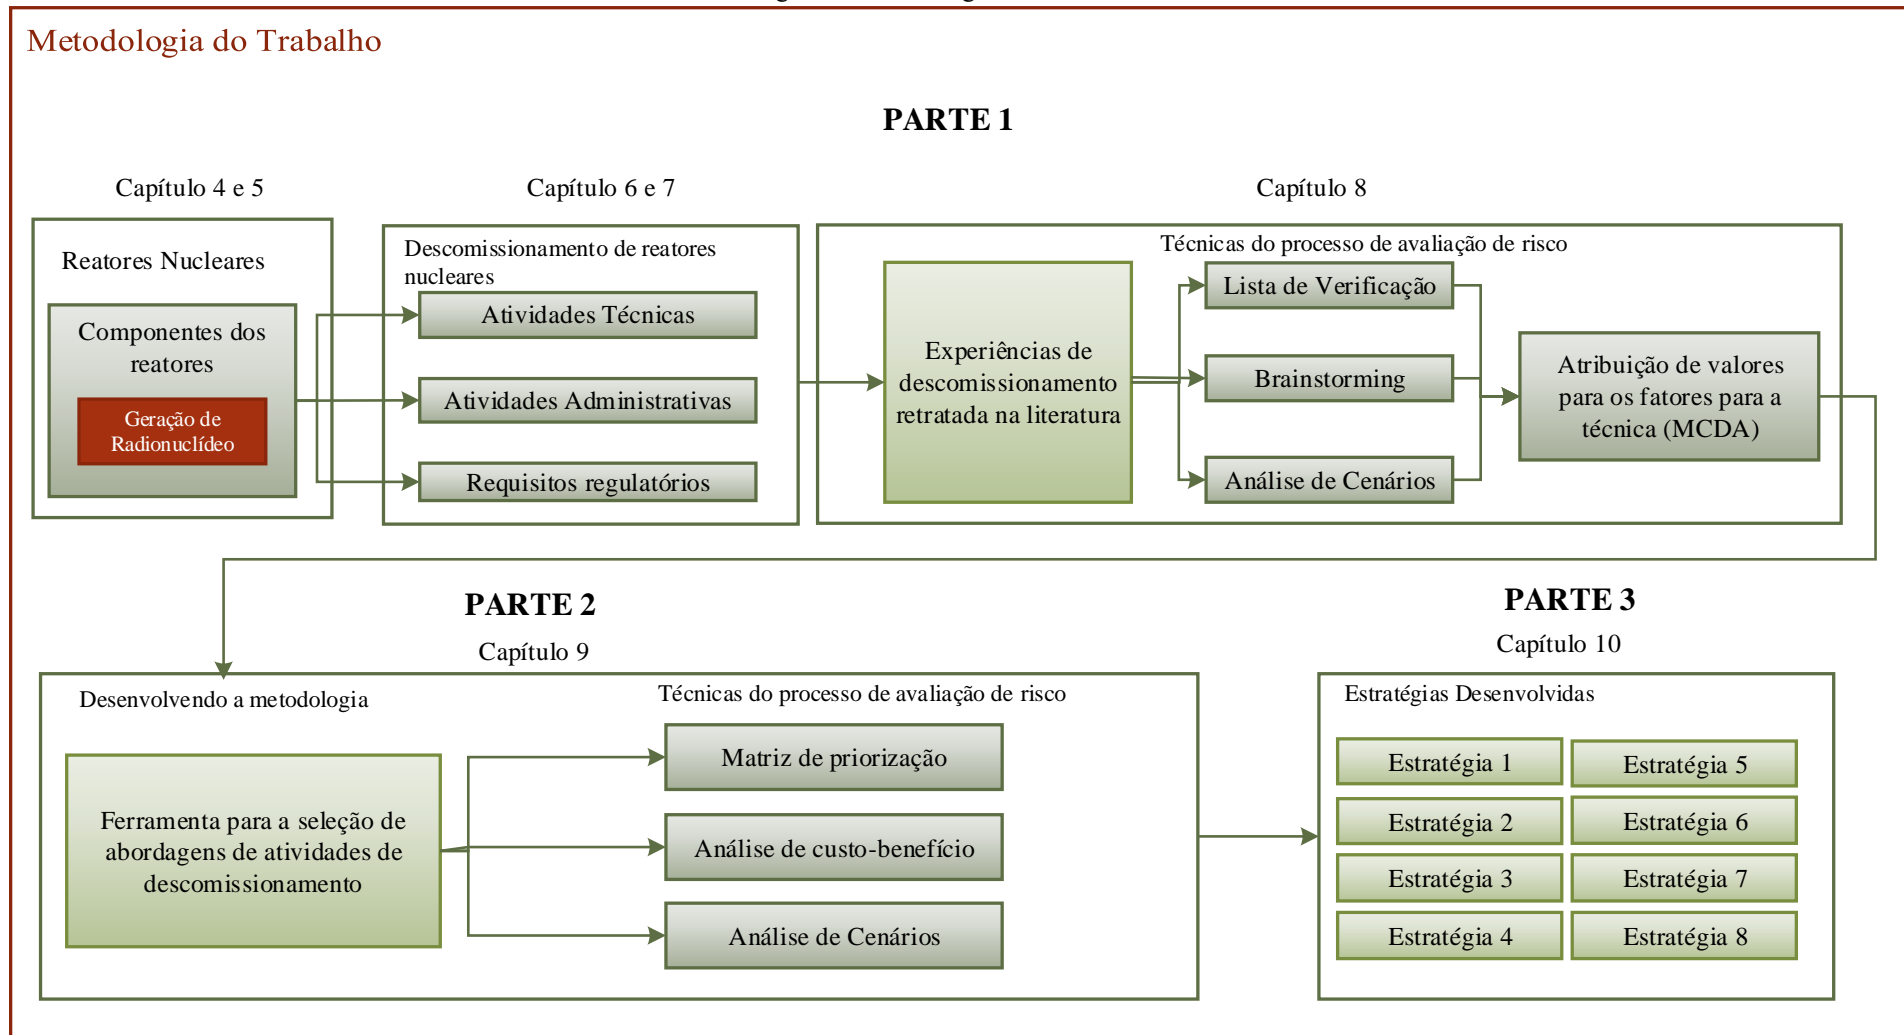 Metodologia do Trabalho
PARTE 1
Capítulo 4 e 5
Reatores Nucleares
Componentes dos
reatores
Geração de
Radionuclídeo
Capítulo 6 e 7
Descomissionamento de reatores
nucleares
Atividades Técnicas
Atividades Administrativas
Requisitos regulatórios
Capítulo 8
Técnicas do processo de avaliação de risco
Experiências de
descomissionamento
retratada na literatura
Lista de Verificação
Brainstorming
Análise de Cenários
Atribuição de valores
para os fatores para a
técnica (MCDA)
PARTE 2
Capítulo 9
Desenvolvendo a metodologia
Técnicas do processo de avaliação de risco
Ferramenta para a seleção de
abordagens de atividades de
descomissionamento
Matriz de priorização
Análise de custo-benefício
Análise de Cenários
PARTE 3
Capítulo 10
Estratégias Desenvolvidas
Estratégia 1
Estratégia 2
Estratégia 3
Estratégia 4
Estratégia 5
Estratégia 6
Estratégia 7
Estratégia 8